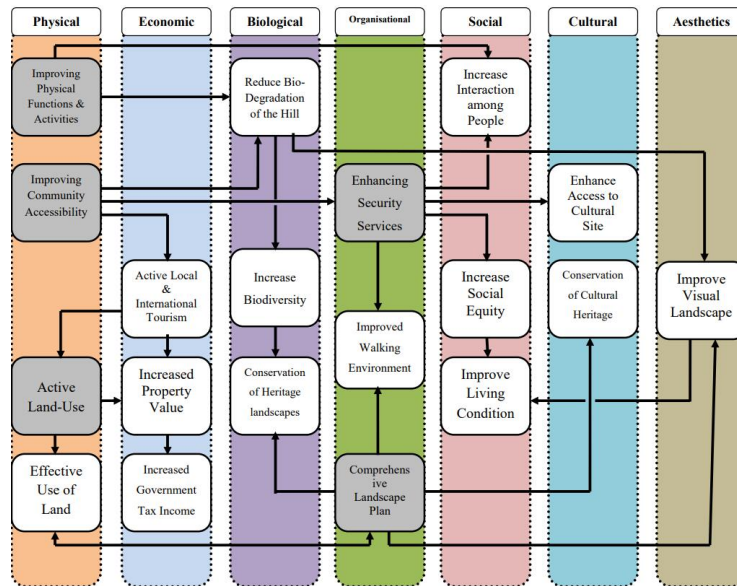 Physical
Economic
Biological
Organisational
Social
Cultural
Aesthetics
Improving
Physical
Functions &
Activities
Reduce Bio-
Degradation
of the Hill
Increase
Interaction
among
People
Improving
Community
Accessibility
Enhancing
Security
Services
Enhance
Access to
Cultural
Site
Active Local
&
International
Tourism
Increase
Biodiversity
Improved
Walking
Environment
Increase
Social
Equity
Conservation
of Cultural
Heritage
Improve
Visual
Landscape
Active
Land-Use
Increased
Property
Value
Conservation
of Heritage
landscapes
Improve
Living
Condition
Effective
Use of
Land
Increased
Government
Tax Income
Comprehens
ive
Landscape
Plan